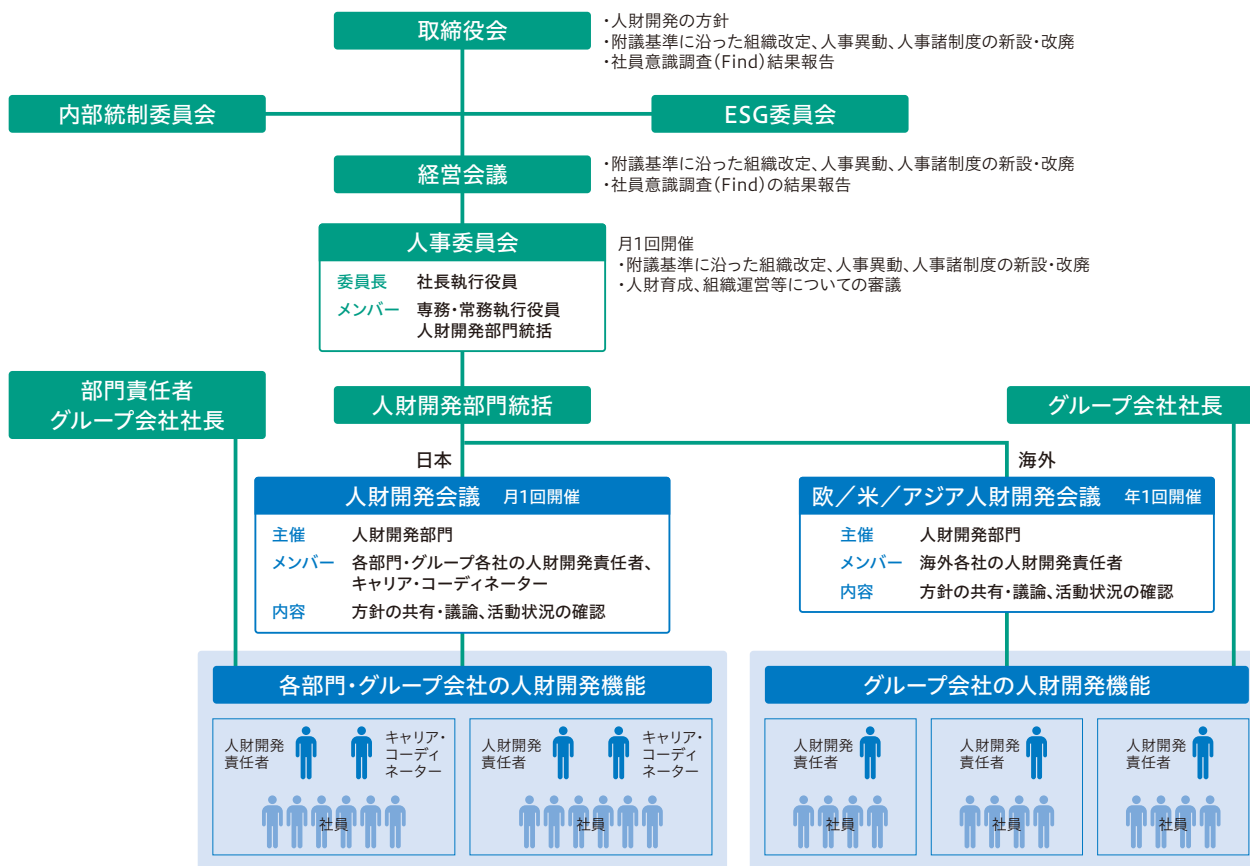 取締役会
・人財開発の方針
・附議基準に沿った組織改定、人事異動、人事諸制度の新設・改廃
・社員意識調査(Find)結果報告
内部統制委員会
ESG委員会
経営会議
・附議基準に沿った組織改定、人事異動、人事諸制度の新設・改廃
・社員意識調査(Find)の結果報告
人事委員会
委員長 社長執行役員
メンバー 専務・常務執行役員
人財開発部門統括
月1回開催
・附議基準に沿った組織改定、人事異動、人事諸制度の新設・改廃
・人財育成、組織運営等についての審議
部門責任者
グループ会社社長
人財開発部門統括
グループ会社社長
日本
海外
人財開発会議 月1回開催
主催 人財開発部門
メンバー 各部門・グループ各社の人財開発責任者、
キャリア・コーディネーター
内容 方針の共有・議論、活動状況の確認
欧／米／アジア人財開発会議 年1回開催
主催 人財開発部門
メンバー 海外各社の人財開発責任者
内容 方針の共有・議論、活動状況の確認
各部門・グループ会社の人財開発機能
人財開発
責任者
キャリア・
コーディ
ネーター
社員
人財開発
責任者
キャリア・
コーディ
ネーター
社員
グループ会社の人財開発機能
人財開発
責任者
社員
人財開発
責任者
社員
人財開発
責任者
社員